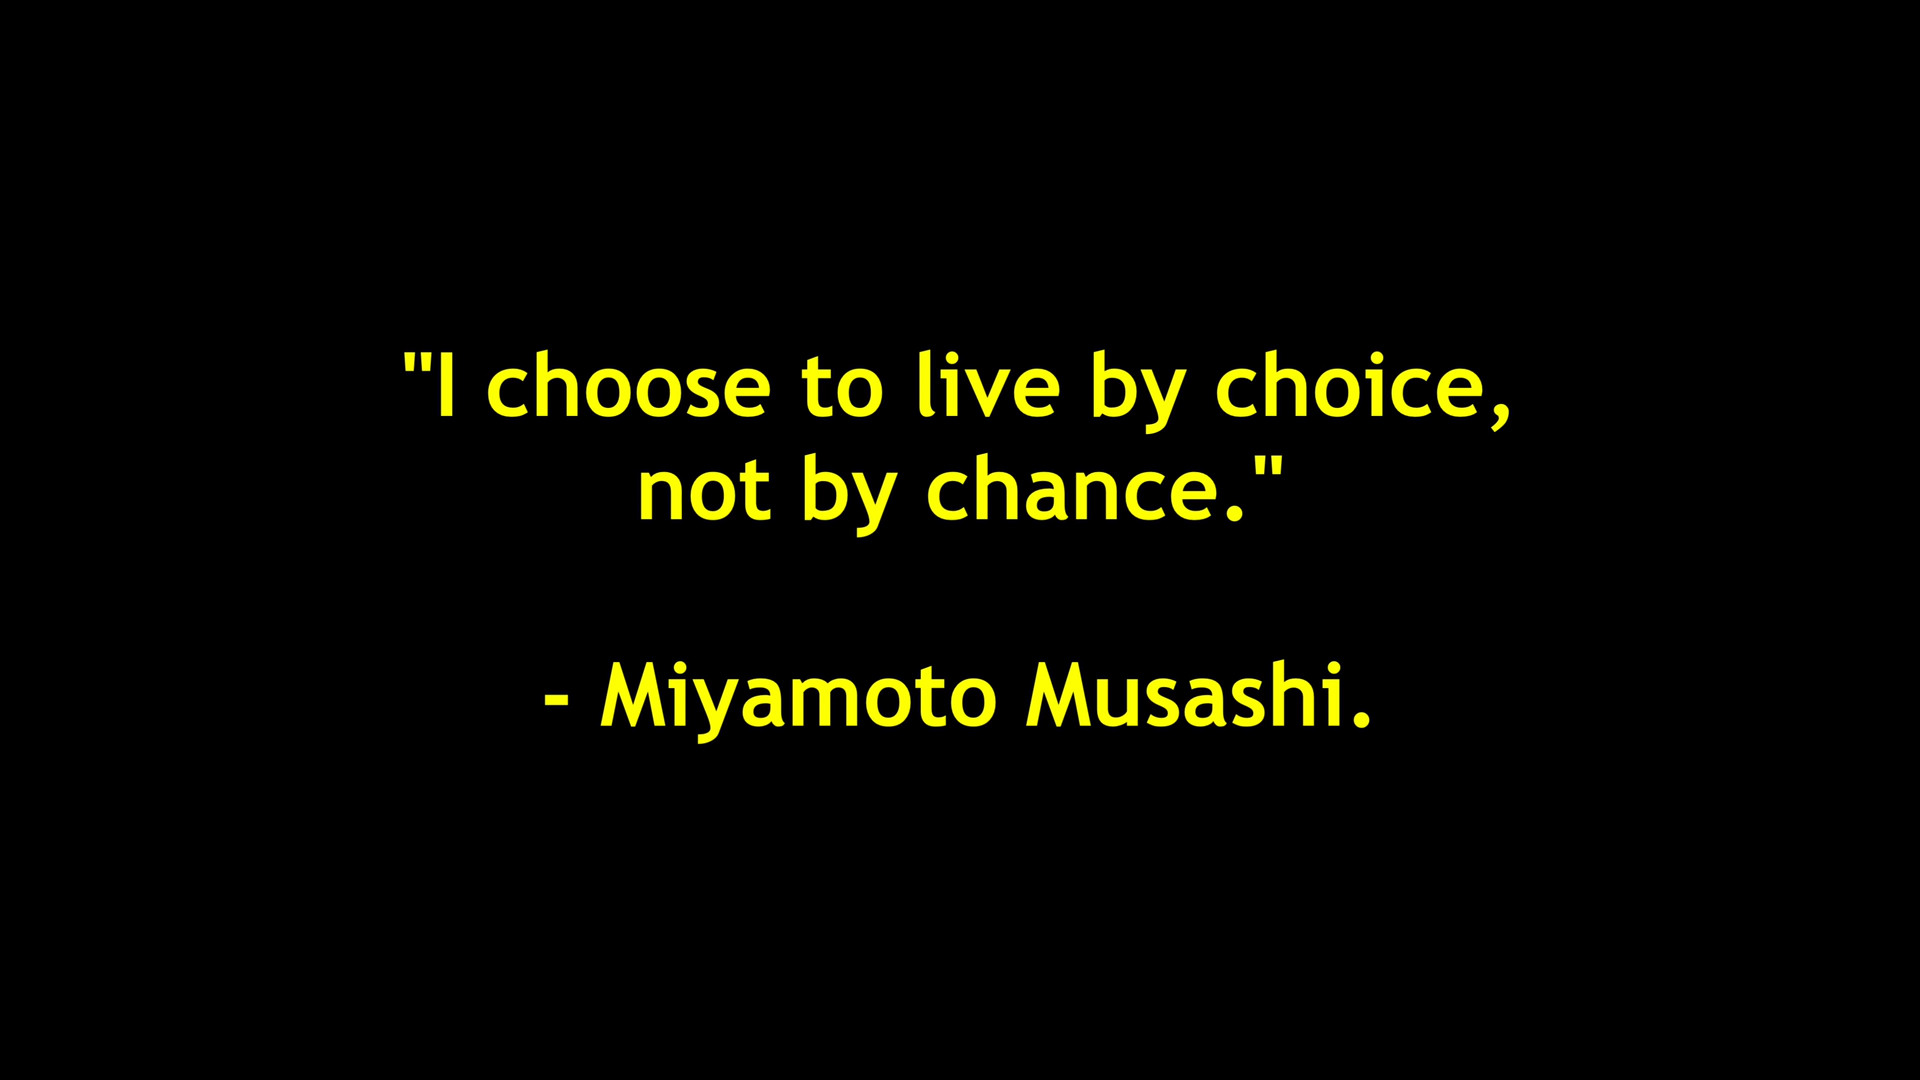 "I choose to live by choice,
not by chance."
- Miyamoto Musashi.